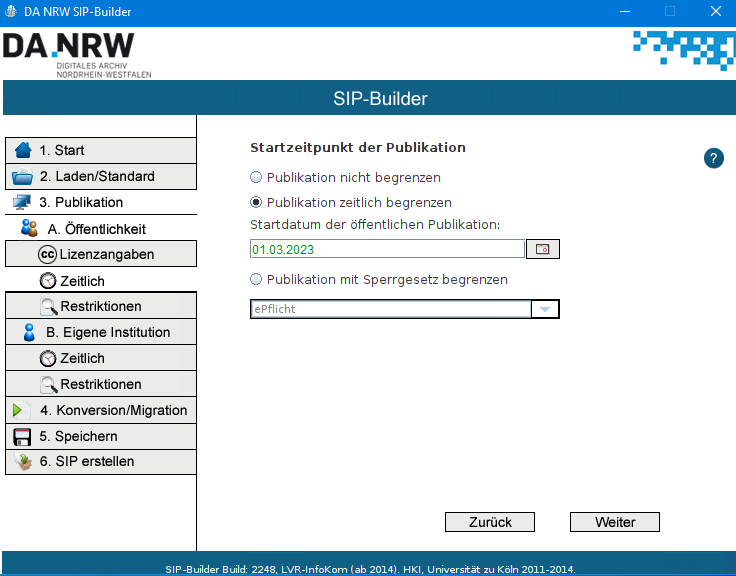 DA NRW SIP-Builder
DA.NRW
DIGITALES ARCHIV
NORDRHEIN-WESTFALEN
SIP-Builder
1. Start
2. Laden/Standard
3. Publikation
A. Öffentlichkeit
cc Lizenzangaben
Zeitlich
Restriktionen
B. Eigene Institution
Zeitlich
Restriktionen
4. Konversion/Migration
5. Speichern
6. SIP erstellen
Startzeitpunkt der Publikation
?
Publikation nicht begrenzen
Publikation zeitlich begrenzen
Startdatum der öffentlichen Publikation:
01.03.2023
Publikation mit Sperrgesetz begrenzen
ePflicht
Zurück
Weiter
SIP-Builder Build: 2248, LVR-InfoKom (ab 2014). HKI, Universität zu Köln 2011-2014.